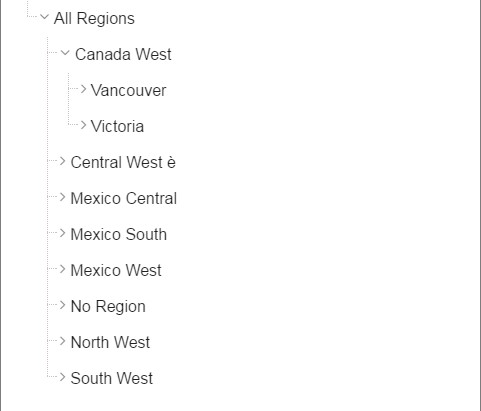 All Regions
Canada West
Vancouver
Victoria
Central West è
Mexico Central
Mexico South
Mexico West
No Region
North West
South West